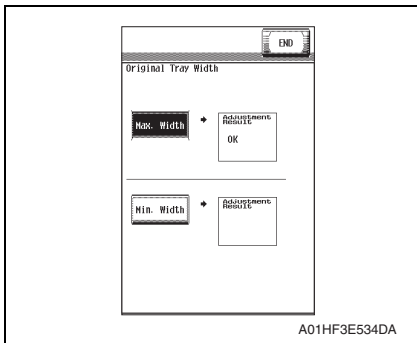 END
Original Tray Width
Max. Width
Adjustment
Result
OK
Min. Width
Adjustment
Result
A01HF3E534DA